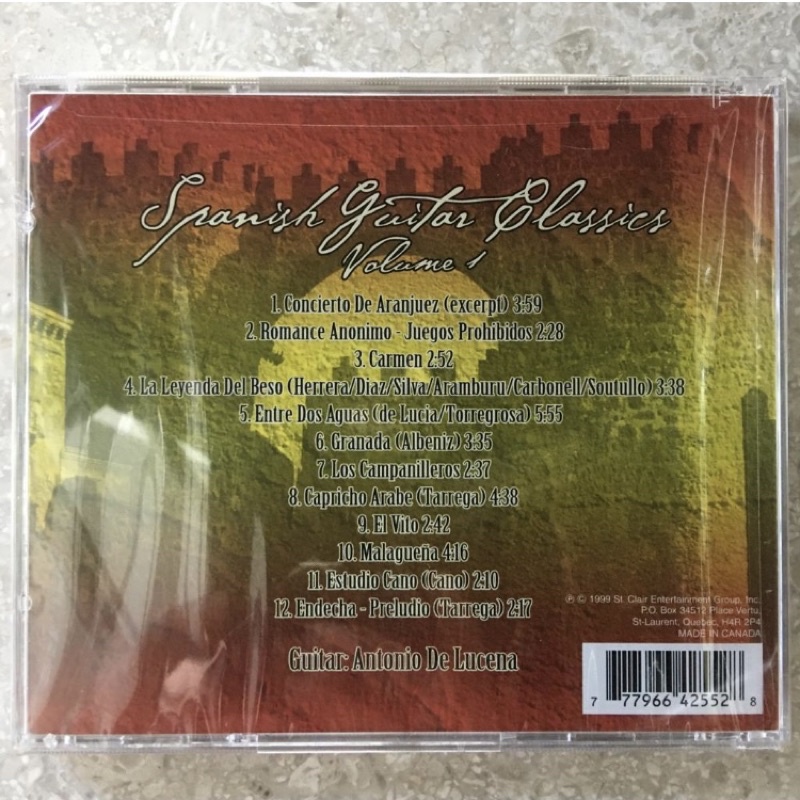 Spanish Guitar Classics
Volume 1
1. Concierto De Aranjuez (excerpt) 3:59
2. Romance Anonimo - Juegos Prohibidos 2:28
3. Carmen 2:52
4. La Leyenda Del Beso (Herrera/Diaz/Silva/Aramburu/Carbonell/Soutullo) 3:38
5. Entre Dos Aguas (de Lucia/Torregrosa) 5:55
6. Granada (Albeniz) 3:35
7. Los Campanilleros 2:37
8. Capricho Arabe (Tarrega) 4:38
9. El Vito 2:42
10. Malagueña 4:16
11. Estudio Cano (Cano) 2:10
12. Endecha - Preludio (Tarrega) 2:17
Guitar: Antonio De Lucena
℗ © 1999 St. Clair Entertainment Group, Inc.
P.O. Box 34512 Place Vertu,
St-Laurent, Quebec, H4R 2P4
MADE IN CANADA
7 77966 42552 8